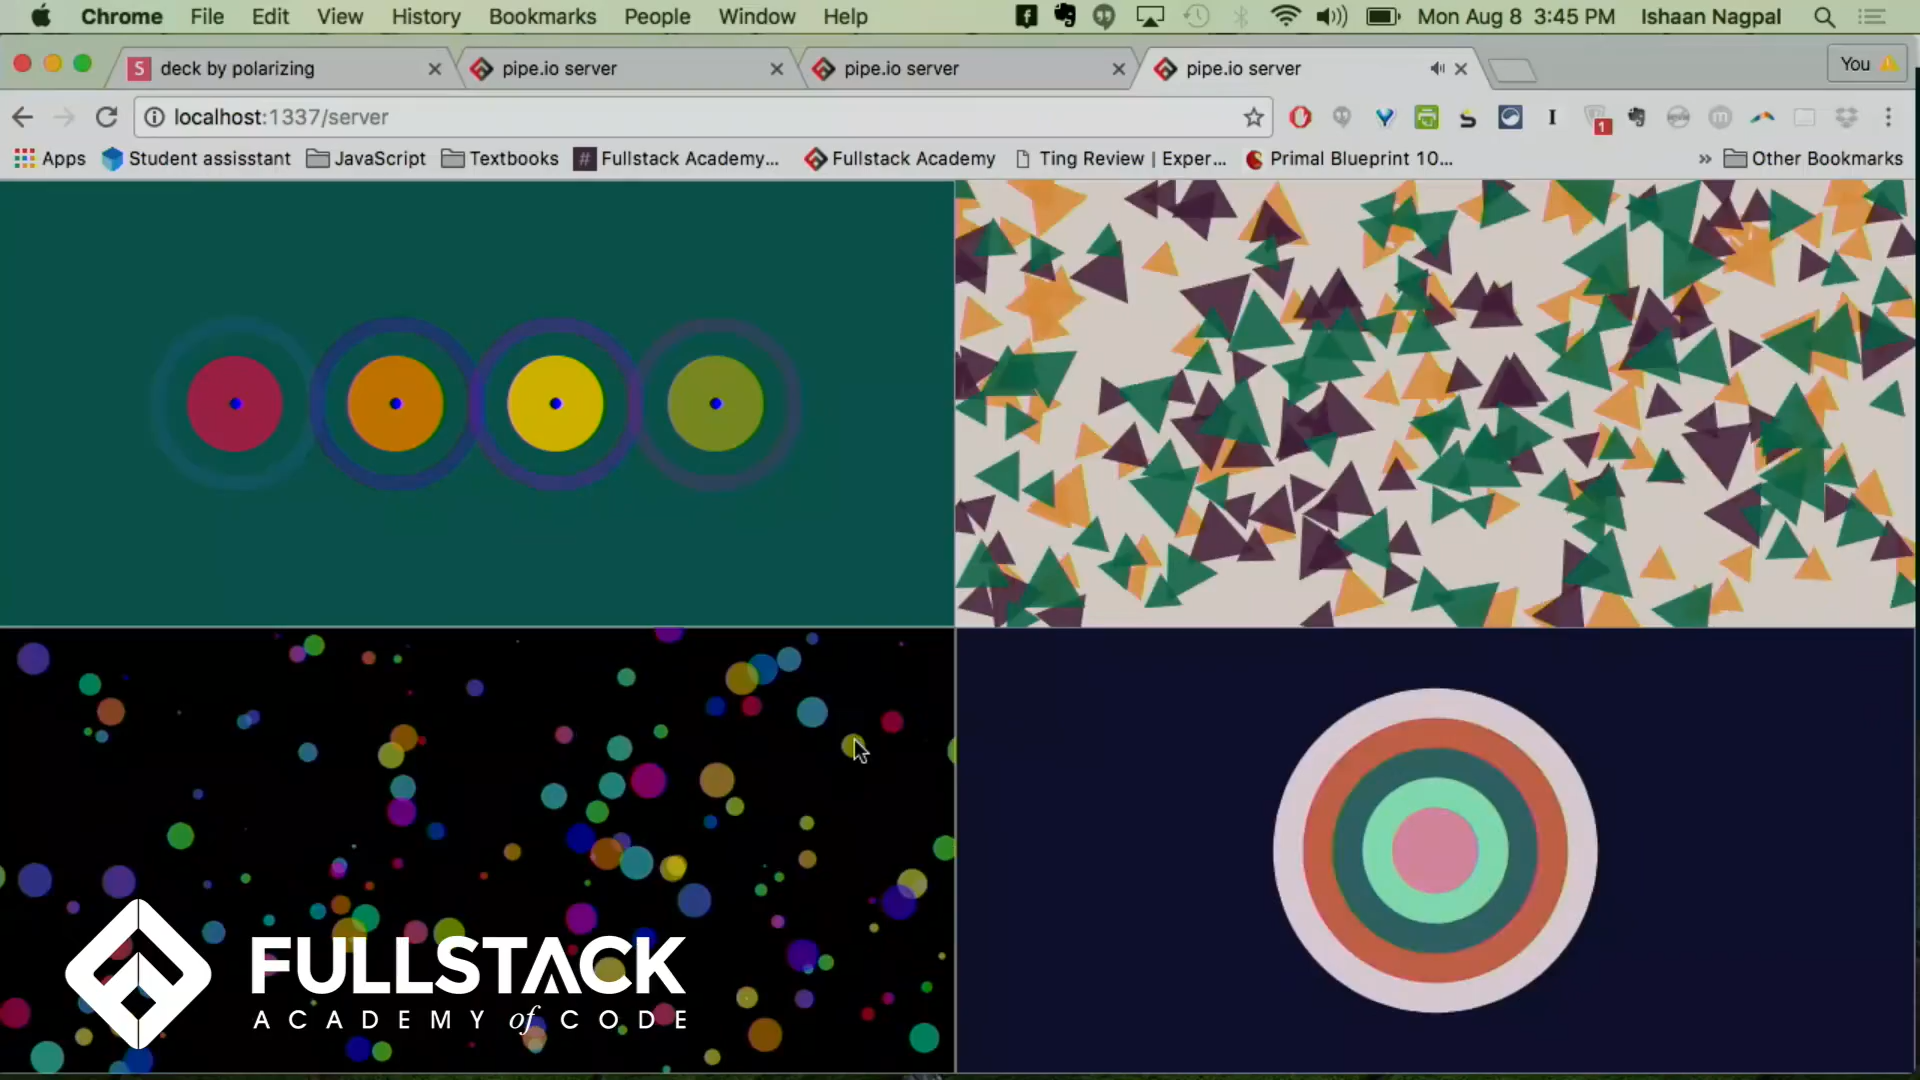 Chrome File Edit View History Bookmarks People Window Help Mon Aug 8 3:45 PM Ishaan Nagpal
S deck by polarizing pipe.io server pipe.io server pipe.io server You
localhost:1337/server 1
Apps Student assisstant JavaScript Textbooks # Fullstack Academy... Fullstack Academy Ting Review | Exper... Primal Blueprint 10... » Other Bookmarks
FULLSTACK
ACADEMY of CODE